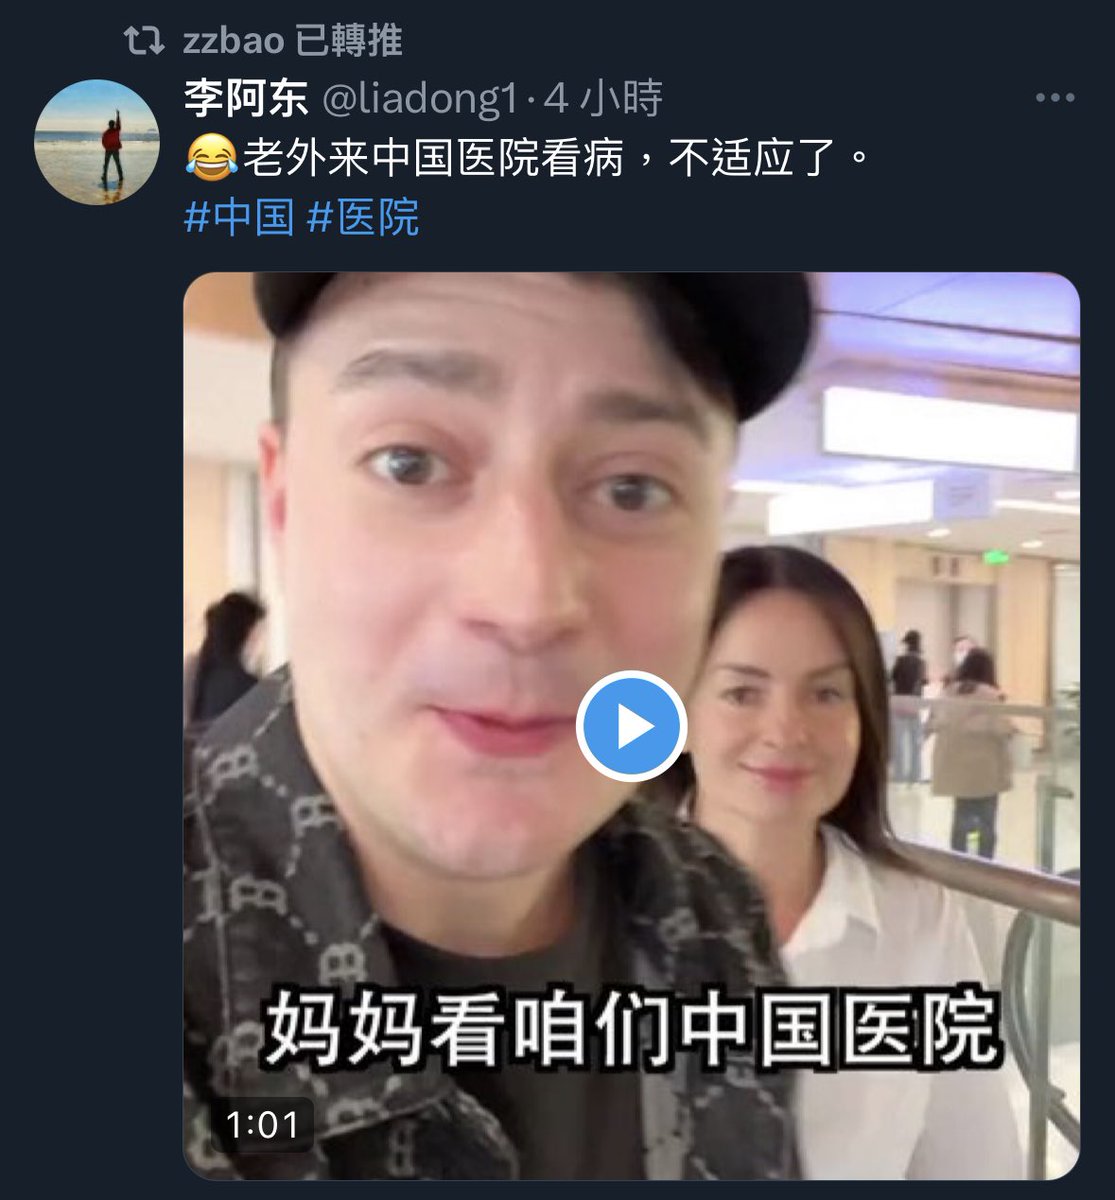 zzbao 已轉推
李阿东 @liadong1·4 小時
😂老外来中国医院看病，不适应了。
#中国 #医院
妈妈看咱们中国医院
1:01